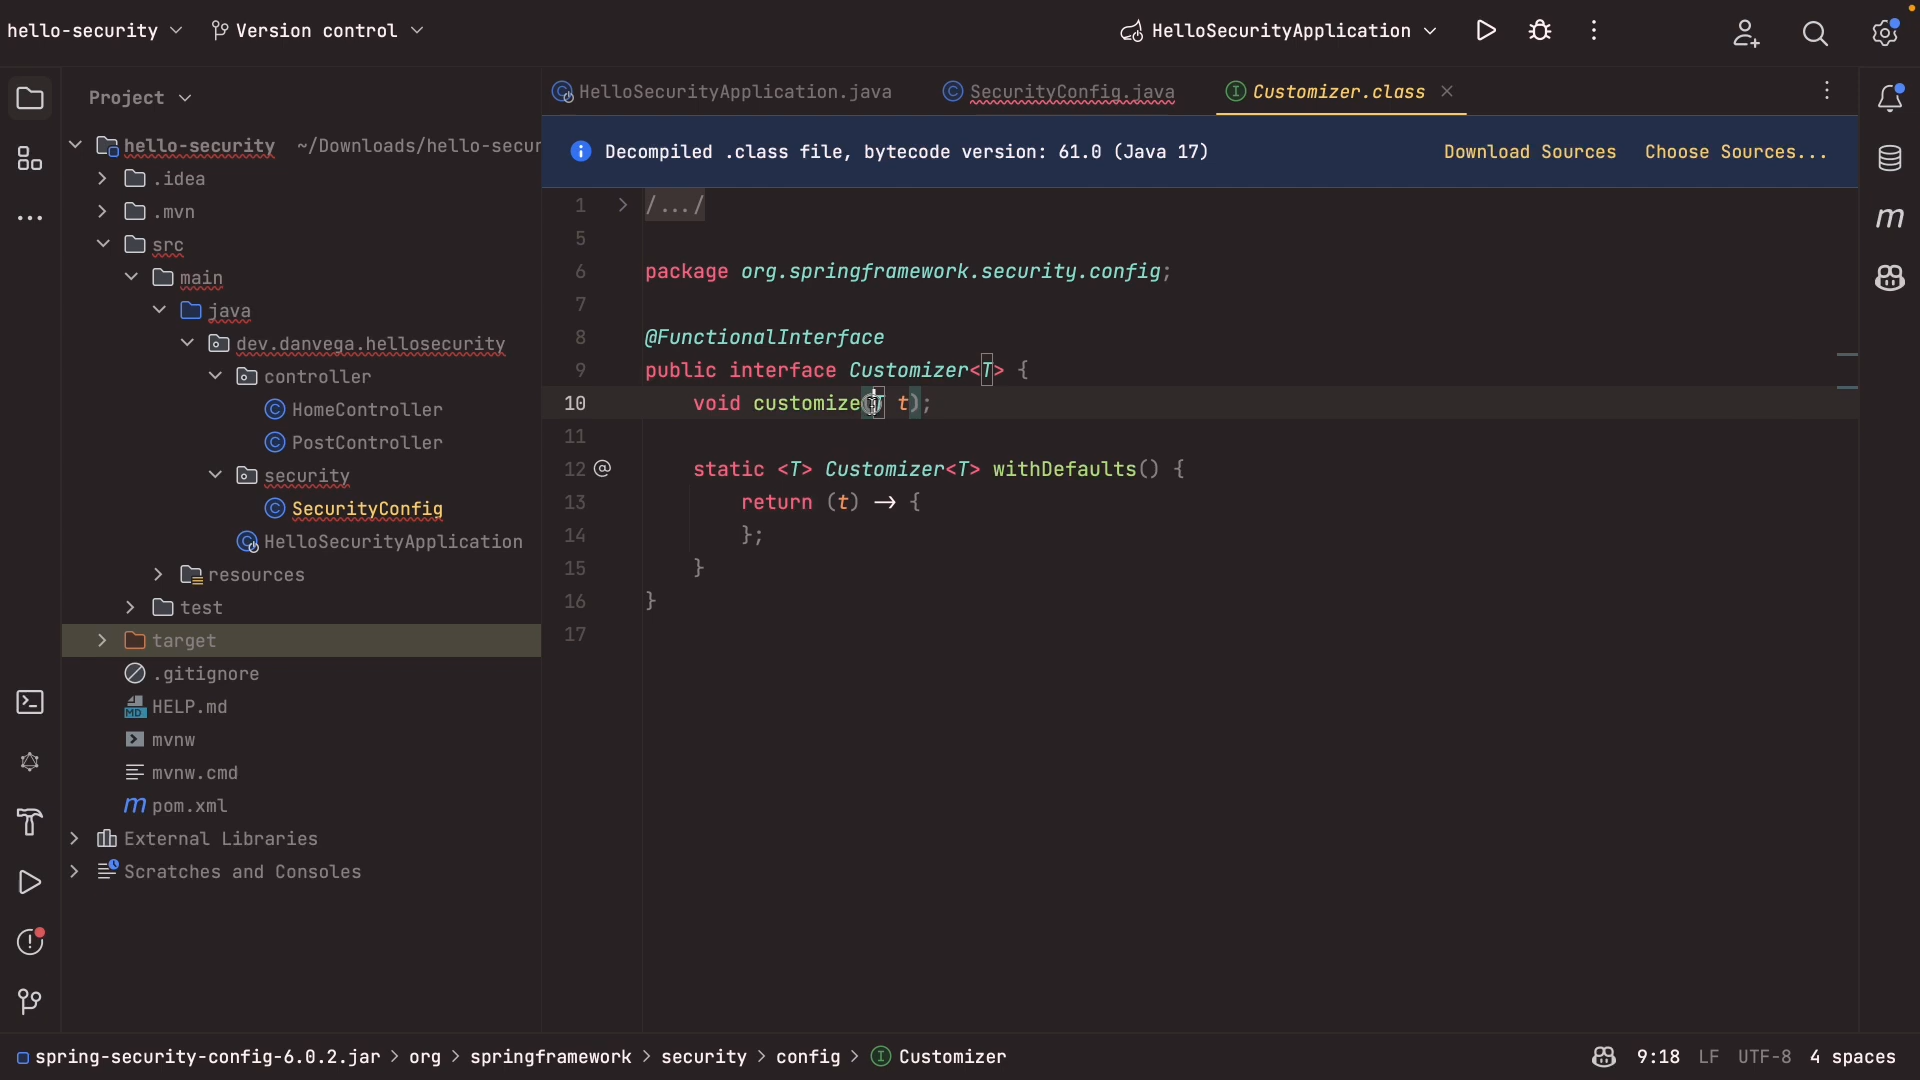 hello-security
Version control
HelloSecurityApplication
Project
HelloSecurityApplication.java
SecurityConfig.java
Customizer.class
hello-security ~/Downloads/hello-secur
.idea
.mvn
src
main
java
dev.danvega.hellosecurity
controller
HomeController
PostController
security
SecurityConfig
HelloSecurityApplication
resources
test
target
.gitignore
HELP.md
mvnw
mvnw.cmd
pom.xml
External Libraries
Scratches and Consoles
Decompiled .class file, bytecode version: 61.0 (Java 17)
Download Sources
Choose Sources...
1 /.../
5
6 package org.springframework.security.config;
7
8 @FunctionalInterface
9 public interface Customizer<T> {
10 void customize(T t);
11
12 static <T> Customizer<T> withDefaults() {
13 return (t) -> {
14 };
15 }
16 }
17
spring-security-config-6.0.2.jar > org > springframework > security > config > Customizer
9:18 LF UTF-8 4 spaces